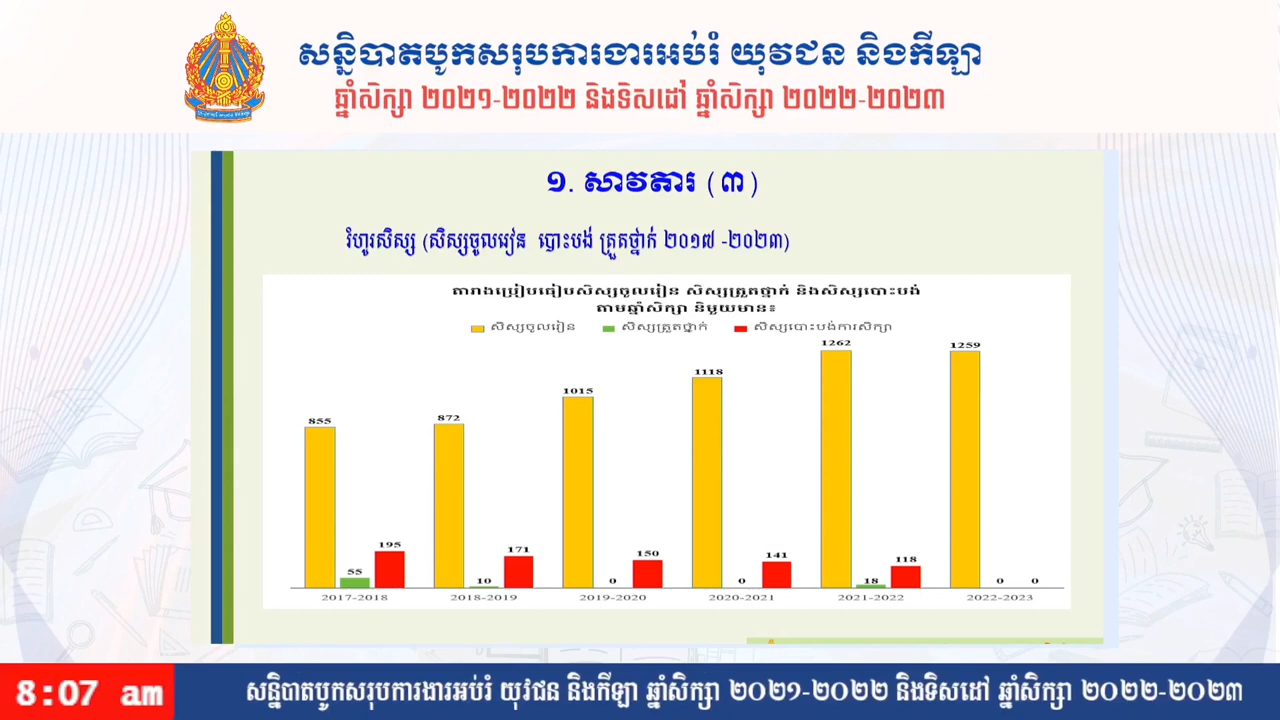 សន្និបាតបូកសរុបការងារអប់រំ យុវជន និងកីឡា
ឆ្នាំសិក្សា ២០២១-២០២២ និងទិសដៅ ឆ្នាំសិក្សា ២០២២-២០២៣
១. សាវតារ (៣)
រំហូរសិស្ស (សិស្សចូលរៀន បោះបង់ ត្រួតថ្នាក់ ២០១៧ -២០២៣)
តារាងប្រៀបធៀបសិស្សចូលរៀន សិស្សត្រួតថ្នាក់ និងសិស្សបោះបង់
តាមឆ្នាំសិក្សា នីមួយមាន៖
សិស្សចូលរៀន សិស្សត្រួតថ្នាក់ សិស្សបោះបង់ការសិក្សា
855 55 195
872 10 171
1015 0 150
1118 0 141
1262 18 118
1259 0 0
2017-2018 2018-2019 2019-2020 2020-2021 2021-2022 2022-2023
8:07 am
សន្និបាតបូកសរុបការងារអប់រំ យុវជន និងកីឡា ឆ្នាំសិក្សា ២០២១-២០២២ និងទិសដៅ ឆ្នាំសិក្សា ២០២២-២០២៣